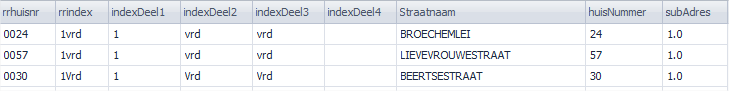 rrhuisnr rrindex indexDeel1 indexDeel2 indexDeel3 indexDeel4 Straatnaam huisNummer subAdres
0024 1vrd 1 vrd vrd BROECHEMLEI 24 1.0
0057 1vrd 1 vrd vrd LIEVEVROUWESTRAAT 57 1.0
0030 1Vrd 1 Vrd Vrd BEERTSESTRAAT 30 1.0